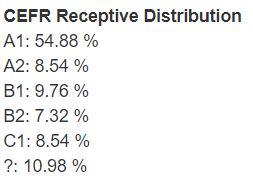 CEFR Receptive Distribution
A1: 54.88 %
A2: 8.54 %
B1: 9.76 %
B2: 7.32 %
C1: 8.54 %
?: 10.98 %